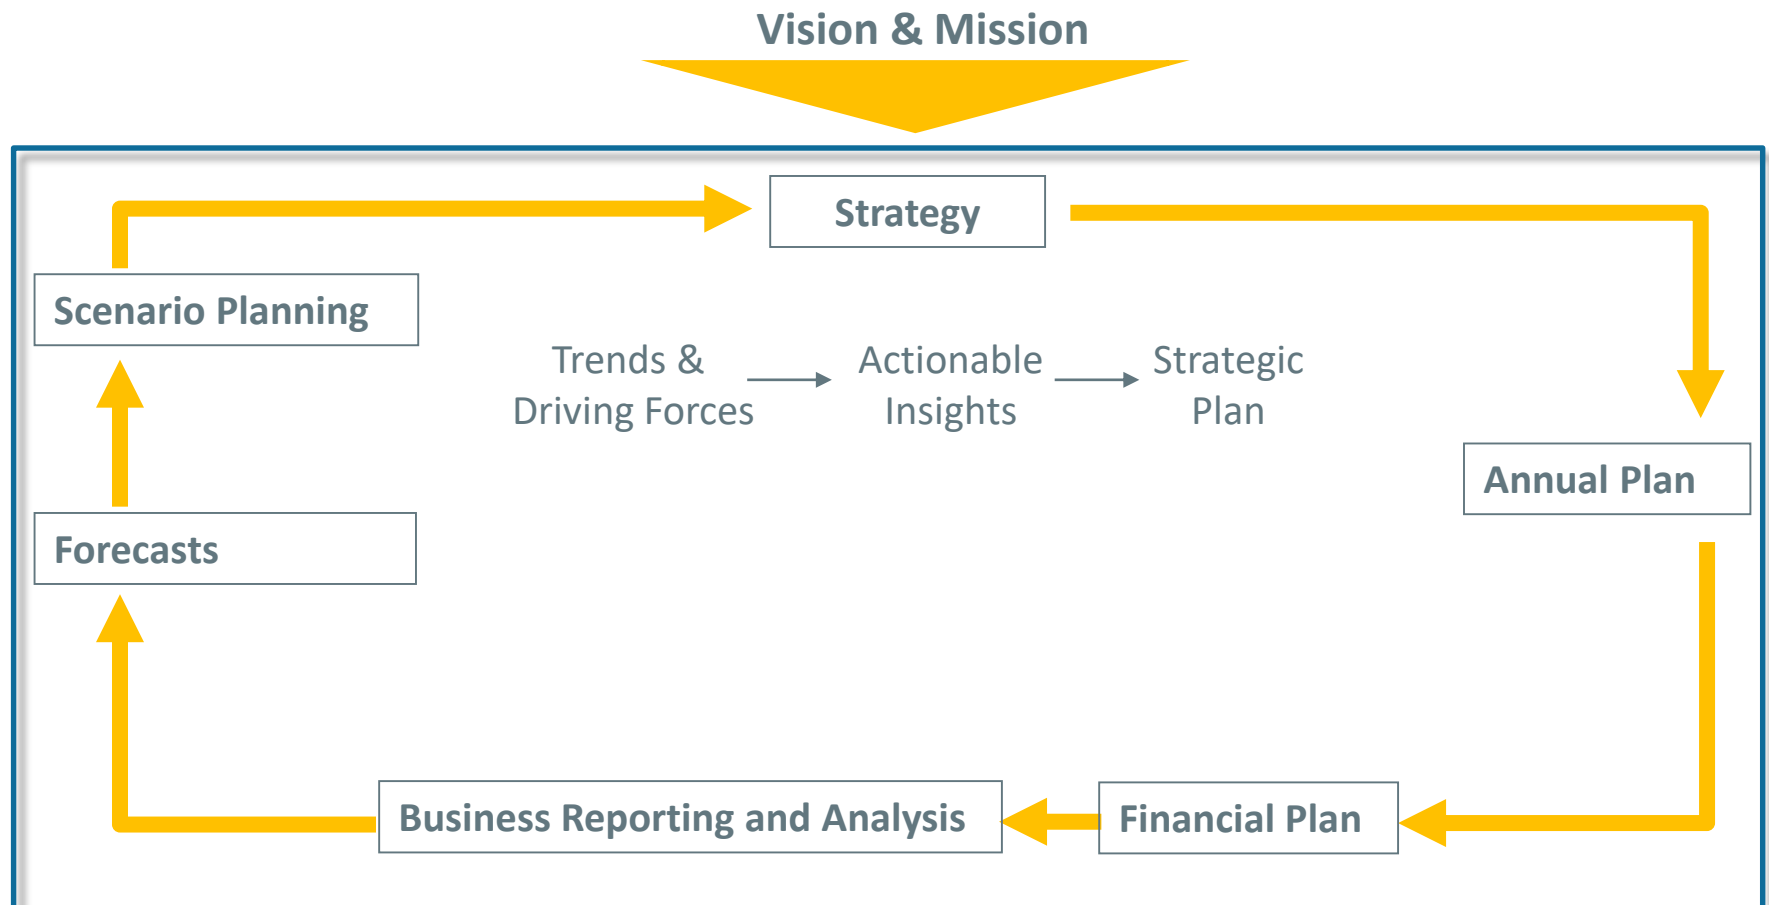 Vision & Mission
Strategy
Scenario Planning
Trends &
Driving Forces
Actionable
Insights
Strategic
Plan
Annual Plan
Forecasts
Business Reporting and Analysis
Financial Plan